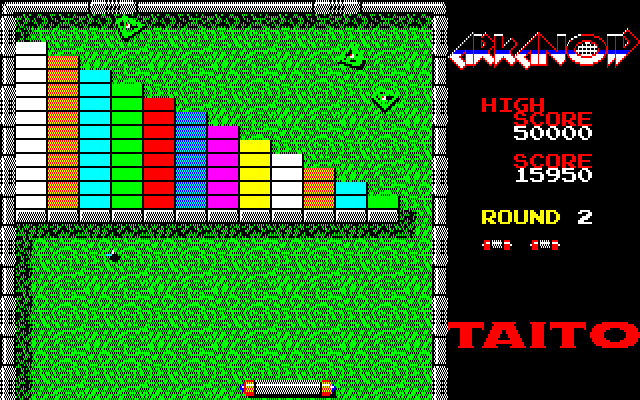 ARKANOID
HIGH
SCORE
50000
SCORE
15950
ROUND 2
TAITO